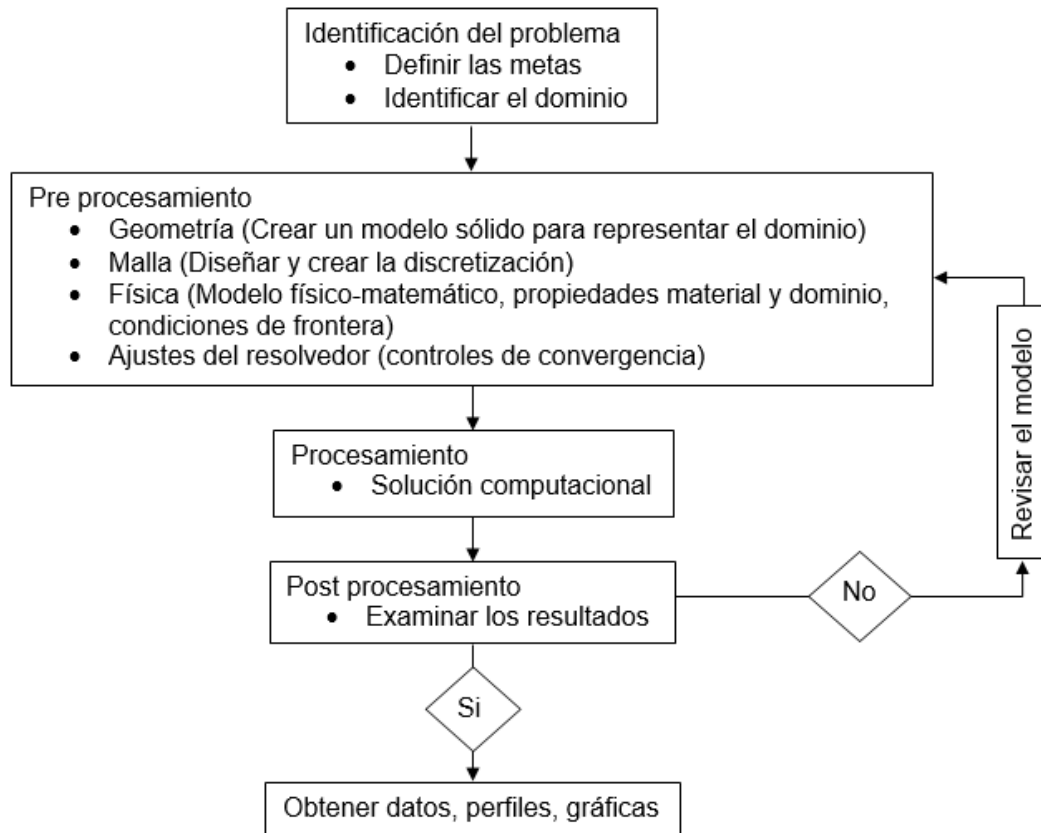 Identificación del problema
• Definir las metas
• Identificar el dominio
Pre procesamiento
• Geometría (Crear un modelo sólido para representar el dominio)
• Malla (Diseñar y crear la discretización)
• Física (Modelo físico-matemático, propiedades material y dominio,
condiciones de frontera)
• Ajustes del resolvedor (controles de convergencia)
Revisar el modelo
Procesamiento
• Solución computacional
Post procesamiento
• Examinar los resultados
No
Si
Obtener datos, perfiles, gráficas